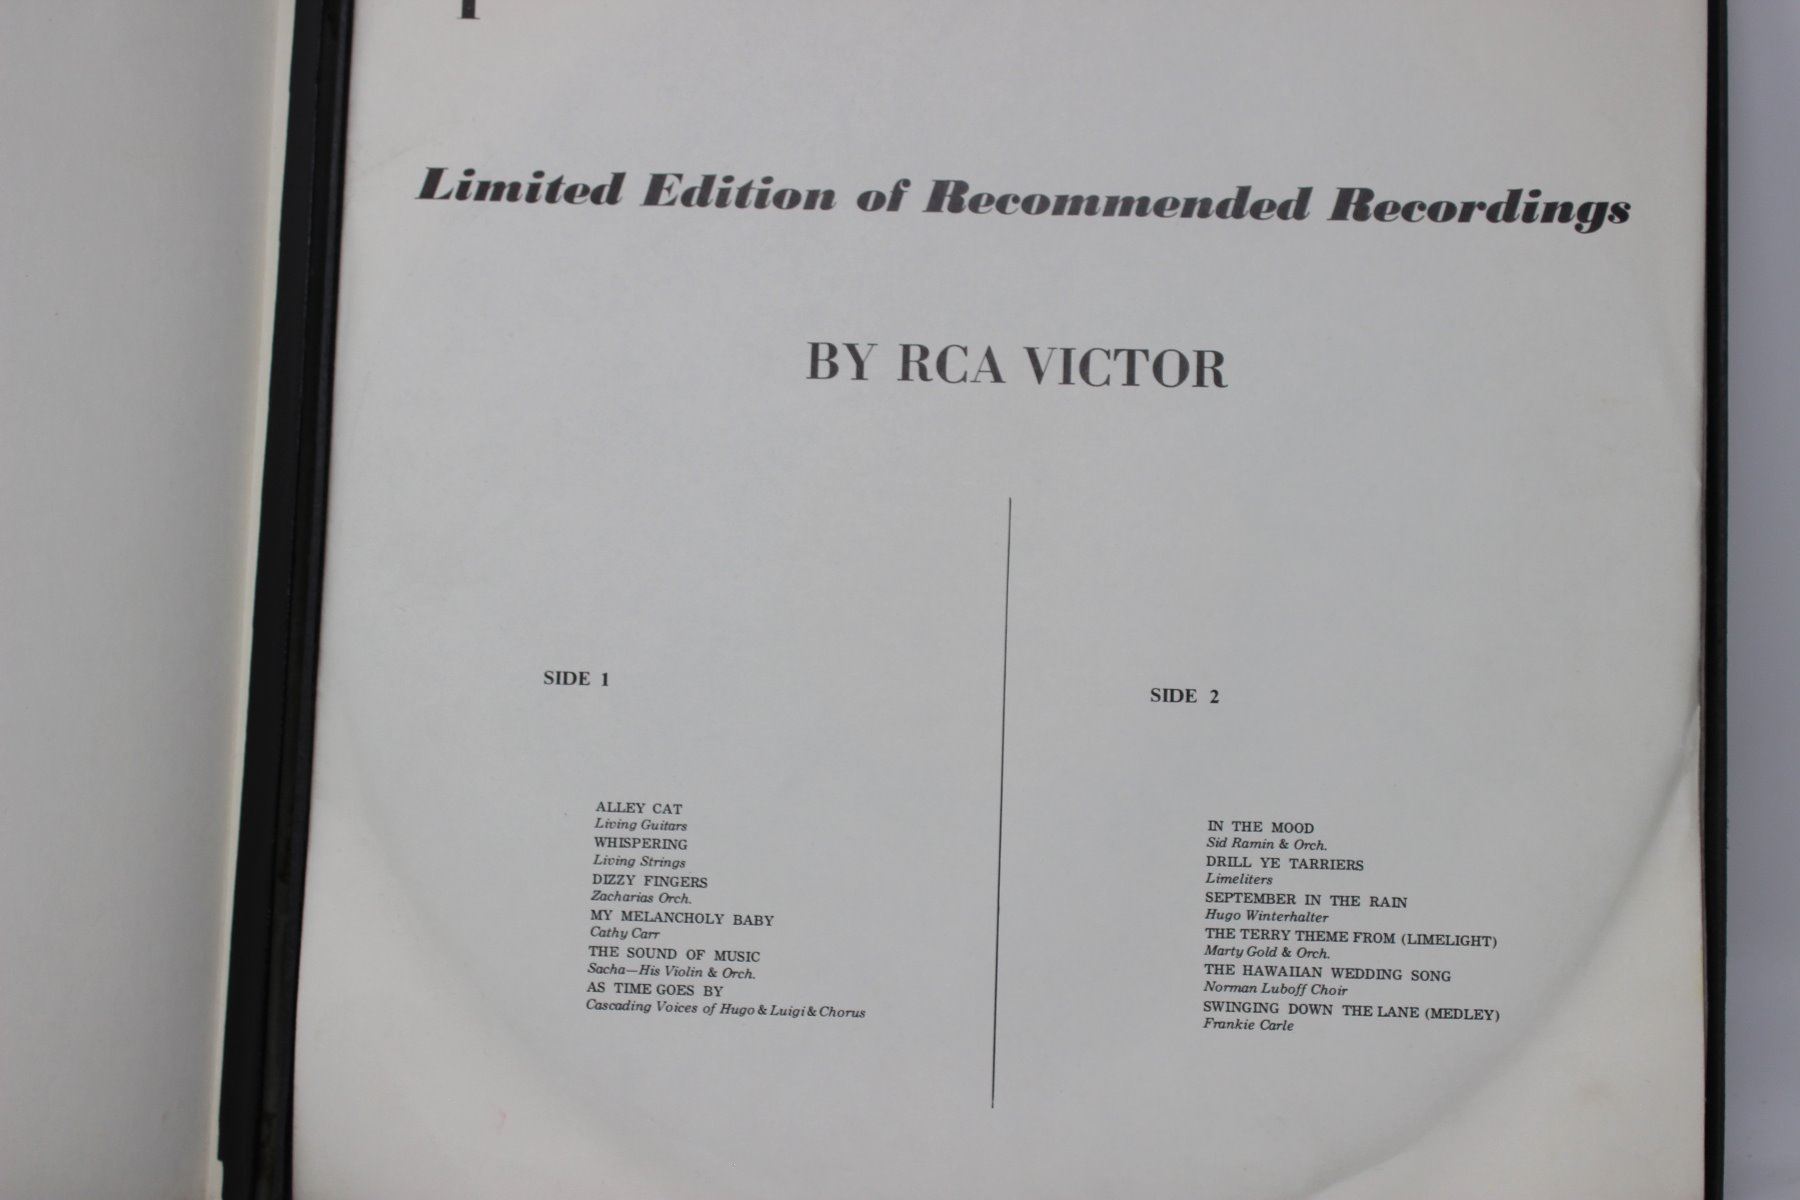 Limited Edition of Recommended Recordings
BY RCA VICTOR
SIDE 1
ALLEY CAT
Living Guitars
WHISPERING
Living Strings
DIZZY FINGERS
Zacharias Orch.
MY MELANCHOLY BABY
Cathy Carr
THE SOUND OF MUSIC
Sacha—His Violin & Orch.
AS TIME GOES BY
Cascading Voices of Hugo & Luigi & Chorus
SIDE 2
IN THE MOOD
Sid Ramin & Orch.
DRILL YE TARRIERS
Limeliters
SEPTEMBER IN THE RAIN
Hugo Winterhalter
THE TERRY THEME FROM (LIMELIGHT)
Marty Gold & Orch.
THE HAWAIIAN WEDDING SONG
Norman Luboff Choir
SWINGING DOWN THE LANE (MEDLEY)
Frankie Carle